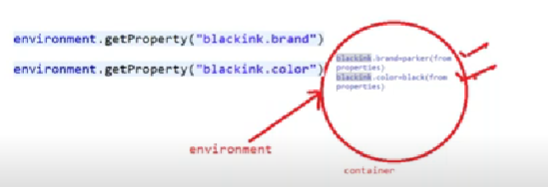 environment.getProperty("blackink.brand")
environment.getProperty("blackink.color")
blackink.brand=parker(from
properties)
blackink.color=black(from
properties)
environment
container